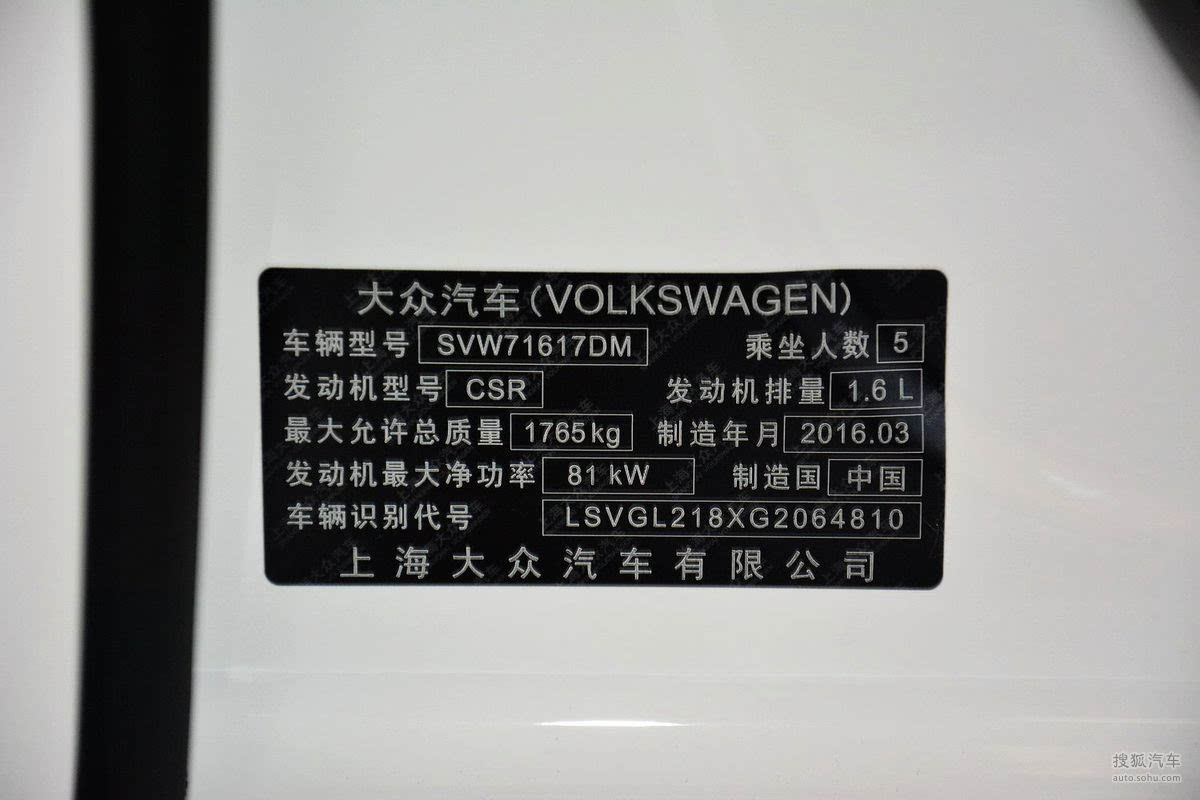 大众汽车(VOLKSWAGEN)
车辆型号 SVW71617DM 乘坐人数 5
发动机型号 CSR 发动机排量 1.6 L
最大允许总质量 1765kg 制造年月 2016.03
发动机最大净功率 81 kW 制造国 中国
车辆识别代号 LSVGL218XG2064810
上海大众汽车有限公司
搜狐汽车
auto.sohu.com